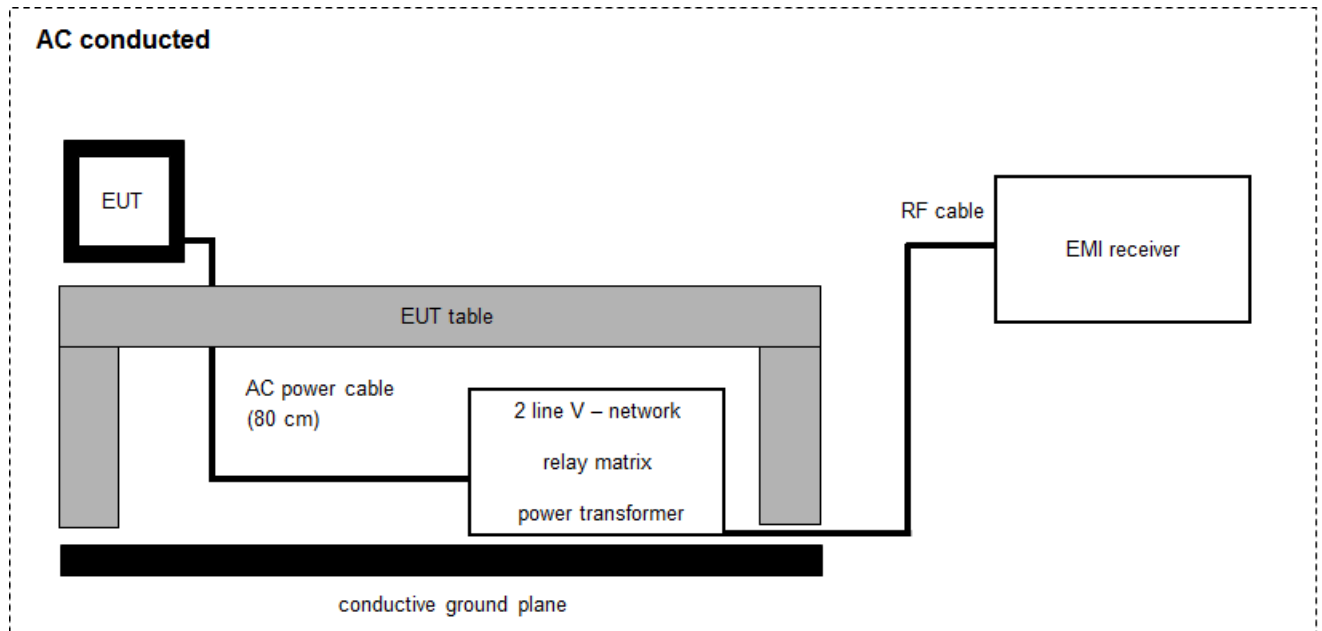 AC conducted
EUT
RF cable
EMI receiver
EUT table
AC power cable
(80 cm)
2 line V – network
relay matrix
power transformer
conductive ground plane